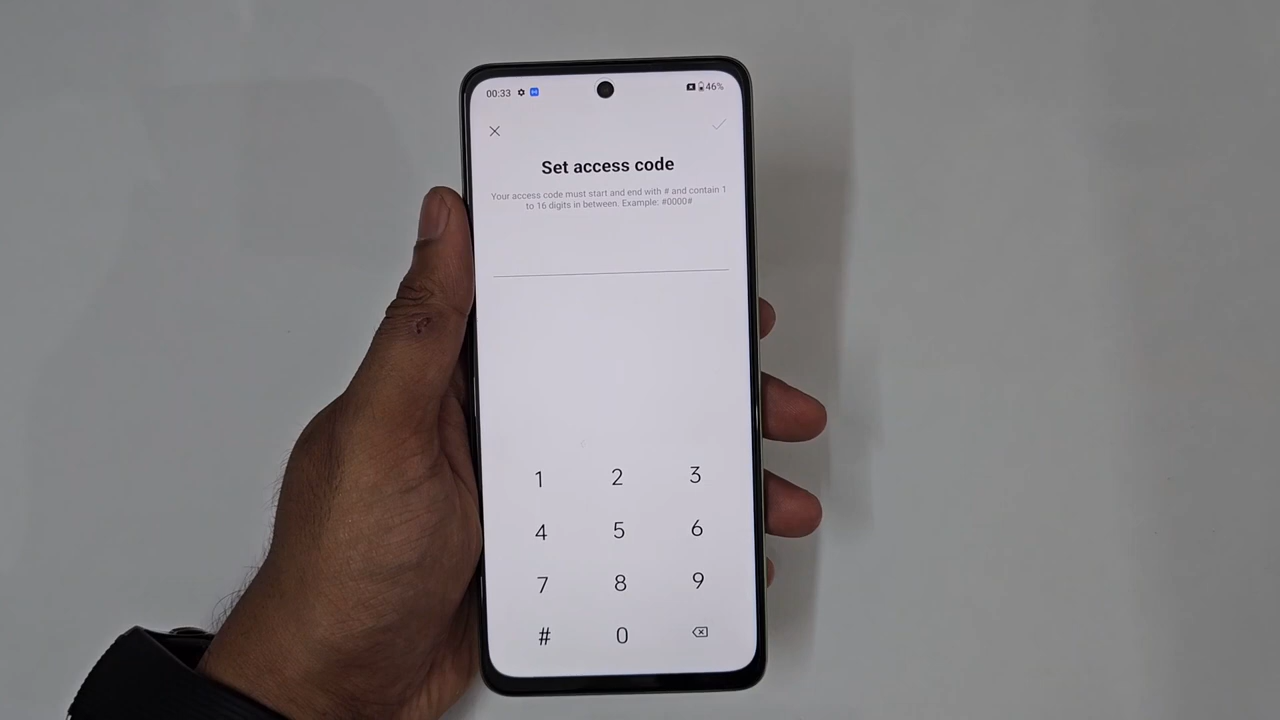 00:33 46%
Set access code
Your access code must start and end with # and contain 1
to 16 digits in between. Example: #0000#
1 2 3
4 5 6
7 8 9
# 0